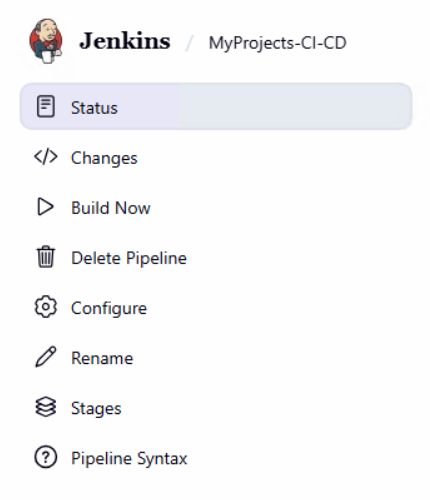 Jenkins / MyProjects-CI-CD
Status
Changes
Build Now
Delete Pipeline
Configure
Rename
Stages
Pipeline Syntax